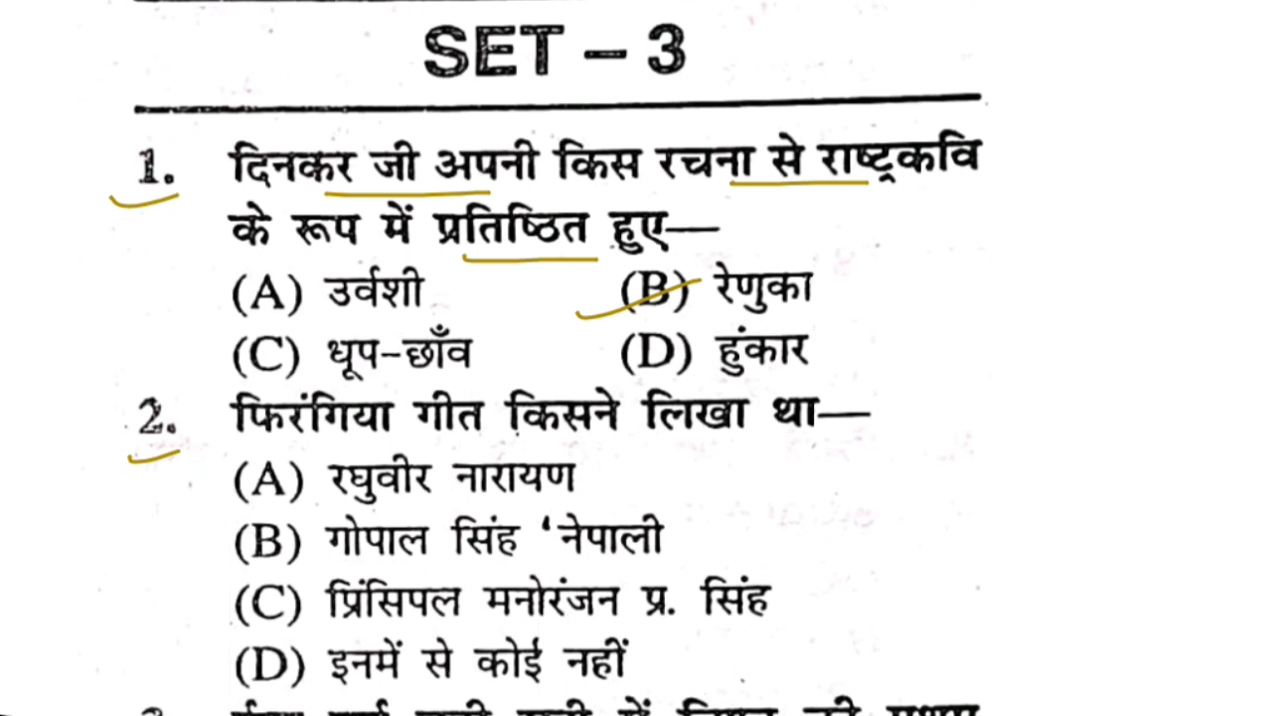 SET – 3
1. दिनकर जी अपनी किस रचना से राष्ट्रकवि
के रूप में प्रतिष्ठित हुए—
(A) उर्वशी (B) रेणुका
(C) धूप-छाँव (D) हुंकार
2. फिरंगिया गीत किसने लिखा था—
(A) रघुवीर नारायण
(B) गोपाल सिंह ‘नेपाली
(C) प्रिंसिपल मनोरंजन प्र. सिंह
(D) इनमें से कोई नहीं